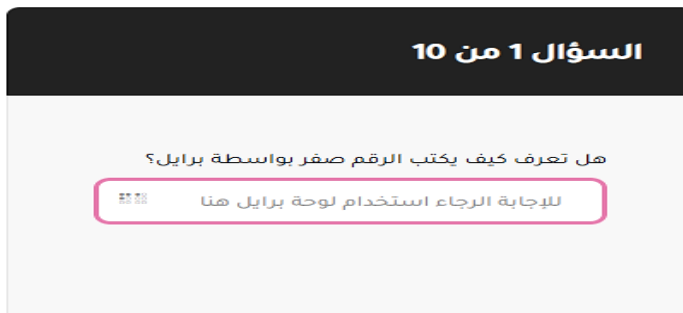 السؤال 1 من 10
هل تعرف كيف يكتب الرقم صفر بواسطة برايل؟
للإجابة الرجاء استخدام لوحة برايل هنا